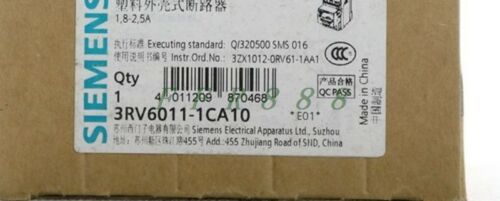 塑料外壳式断路器
1,8-2,5A
SIEMENS
执行标准 Executing standard: Q/320500 SMS 016
使用说明书编号 Instr.Ord.No.: 3ZX1012-0RV61-1AA1
CCC
产品合格
QC PASS
Made in China
中国制造
Qty
1
4 011209 870468
3RV6011-1CA10
*E01*
苏州西门子电器有限公司 Siemens Electrical Apparatus Ltd., Suzhou
苏州新区珠江路455号 Add.:455 Zhujiang Road of SND, China